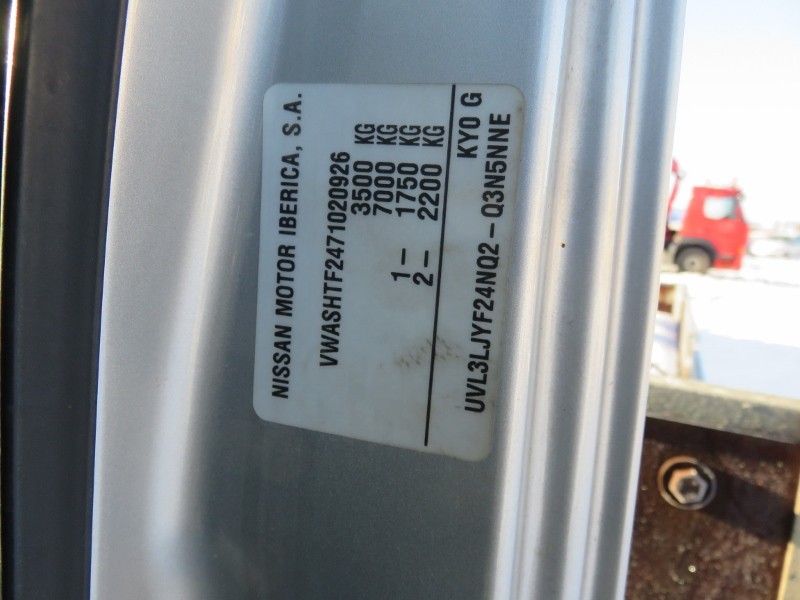 NISSAN MOTOR IBERICA, S.A.
VWASHTF2471020926
3500 KG
7000 KG
1- 1750 KG
2- 2200 KG
KY0 G
UVL3LJYF24NQ2-Q3N5NNE